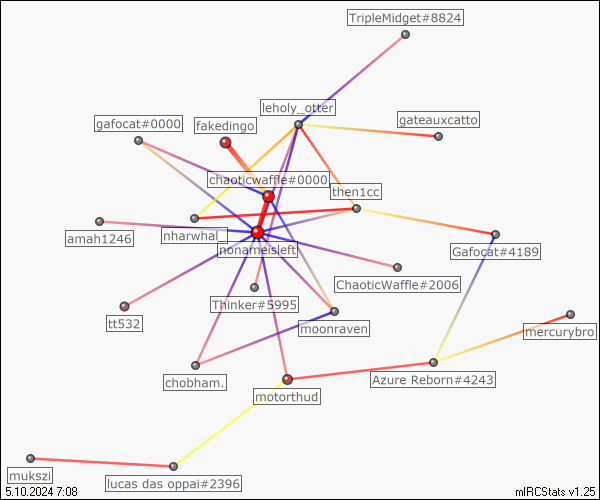 TripleMidget#8824
leholy_otter
gateauxcatto
gafocat#0000
fakedingo
chaoticwaffle#0000
then1cc
nharwhal_
amah1246
nonameisleft
Gafocat#4189
ChaoticWaffle#2006
Thinker#5995
tt532
moonraven
mercurybro
chobham.
Azure Reborn#4243
motorthud
mukszi
lucas das oppai#2396
5.10.2024 7:08
mIRCStats v1.25